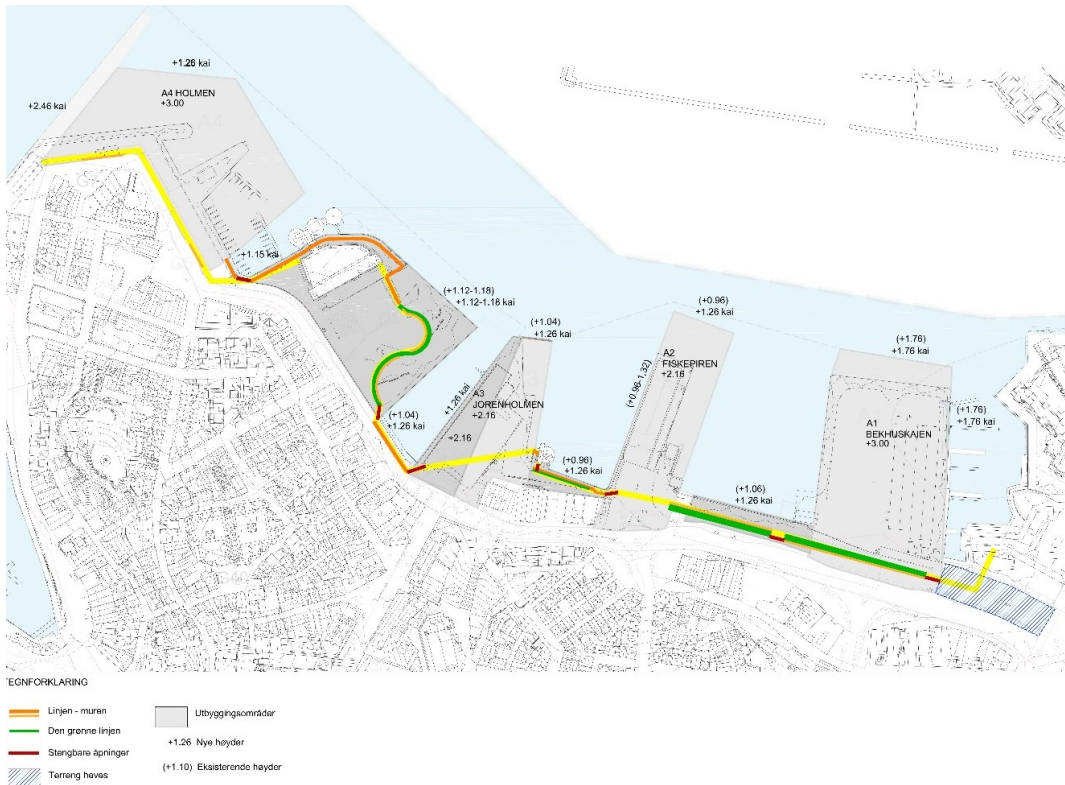 +1.26 kai
A4 HOLMEN
+3.00
+2.46 kai
+1.15 kai
(+1.12-1.18)
+1.12-1.18 kai
(+1.04)
+1.26 kai
(+0.96)
+1.26 kai
(+1.76)
+1.76 kai
A2
FISKEPIREN
+2.16
(+0.96-1.32)
+1.26 kai
A3
JORENHOLMEN
+2.16
+2.16
(+1.04)
+1.26 kai
(+0.96)
+1.26 kai
(+1.06)
+1.26 kai
A1
BEKHUSKAIEN
+3.00
(+1.76)
+1.76 kai
TEGNFORKLARING
Linjen - muren
Den grønne linjen
Stengbare åpninger
Terreng heves
Utbyggingsområder
+1.26 Nye høyder
(+1.10) Eksisterende høyder